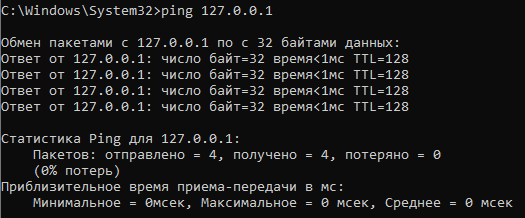 C:\Windows\System32>ping 127.0.0.1
Обмен пакетами с 127.0.0.1 по с 32 байтами данных:
Ответ от 127.0.0.1: число байт=32 время<1мс TTL=128
Ответ от 127.0.0.1: число байт=32 время<1мс TTL=128
Ответ от 127.0.0.1: число байт=32 время<1мс TTL=128
Ответ от 127.0.0.1: число байт=32 время<1мс TTL=128
Статистика Ping для 127.0.0.1:
Пакетов: отправлено = 4, получено = 4, потеряно = 0
(0% потерь)
Приблизительное время приема-передачи в мс:
Минимальное = 0мсек, Максимальное = 0 мсек, Среднее = 0 мсек